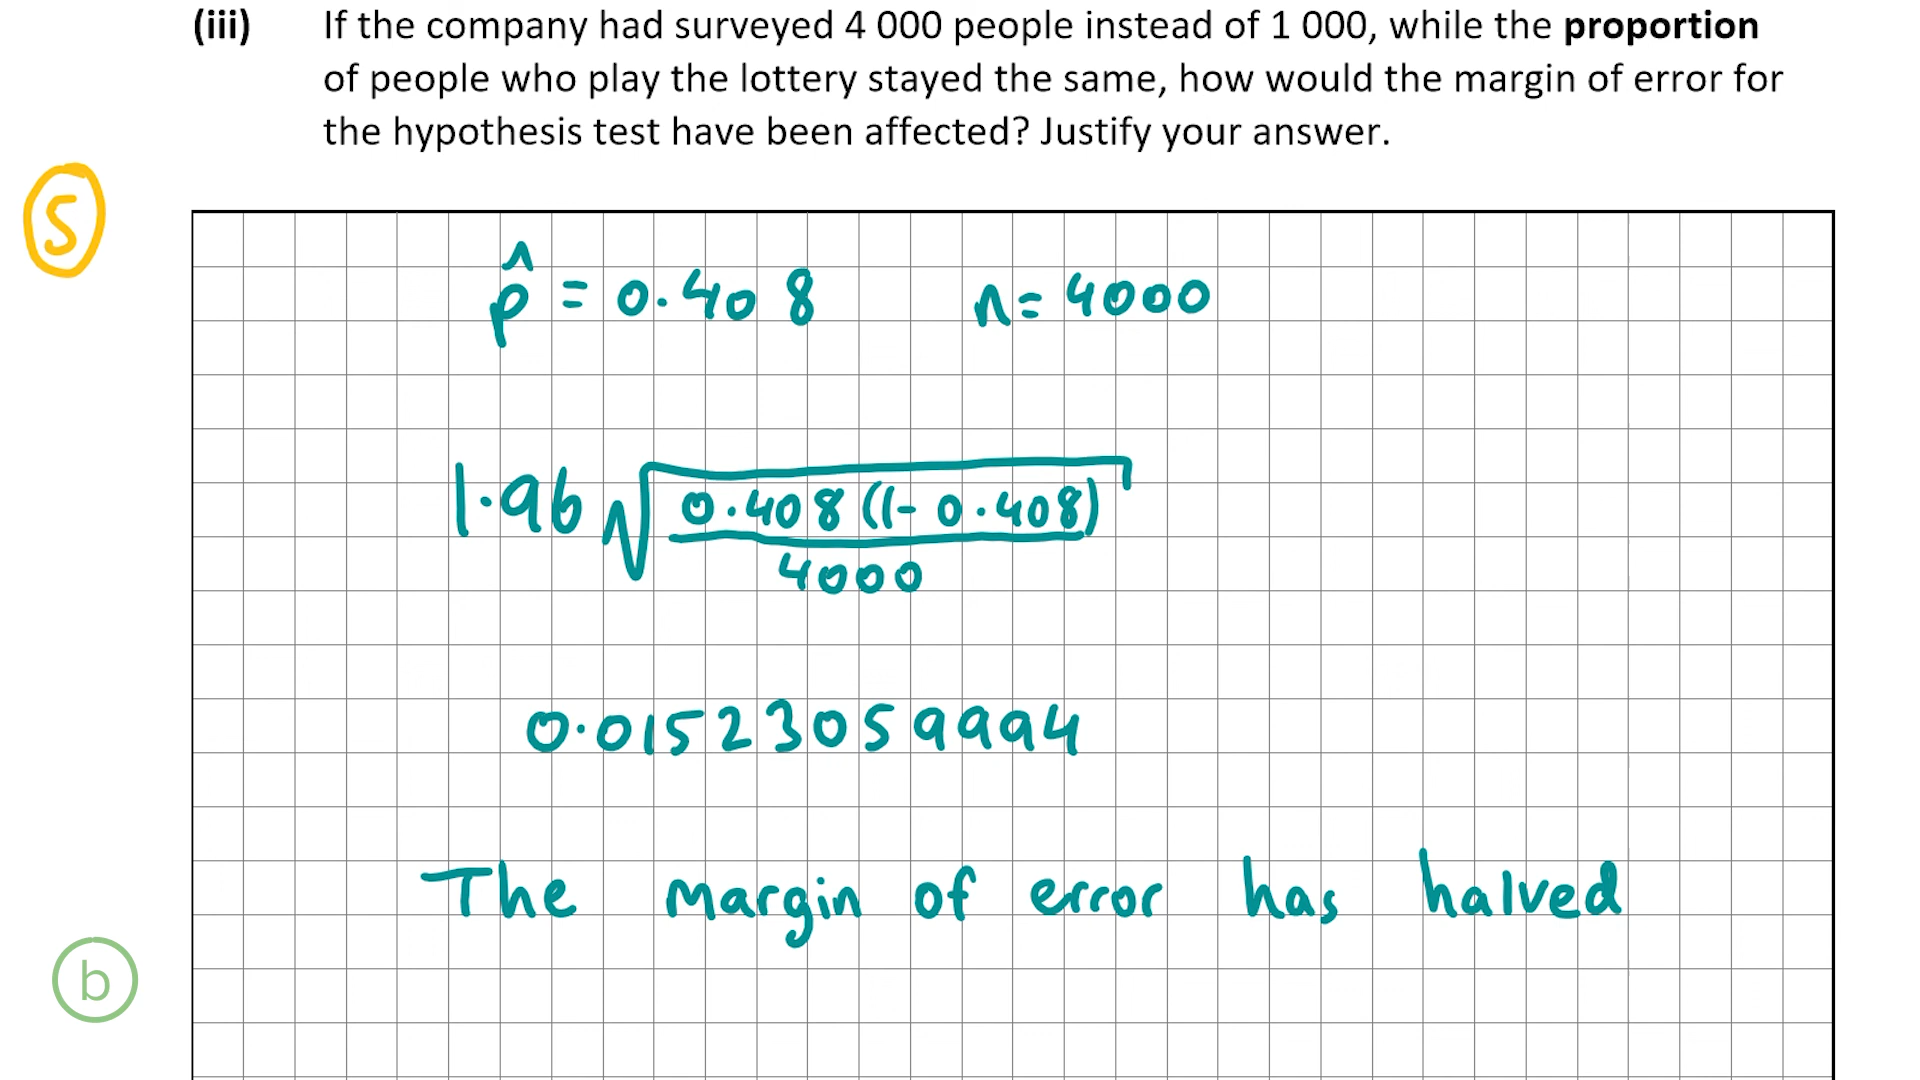 (iii) If the company had surveyed 4 000 people instead of 1 000, while the proportion
of people who play the lottery stayed the same, how would the margin of error for
the hypothesis test have been affected? Justify your answer.
5
p̂ = 0.408 n = 4000
1.96 √(0.408 (1 - 0.408) / 4000)
0.01523059994
The margin of error has halved
b